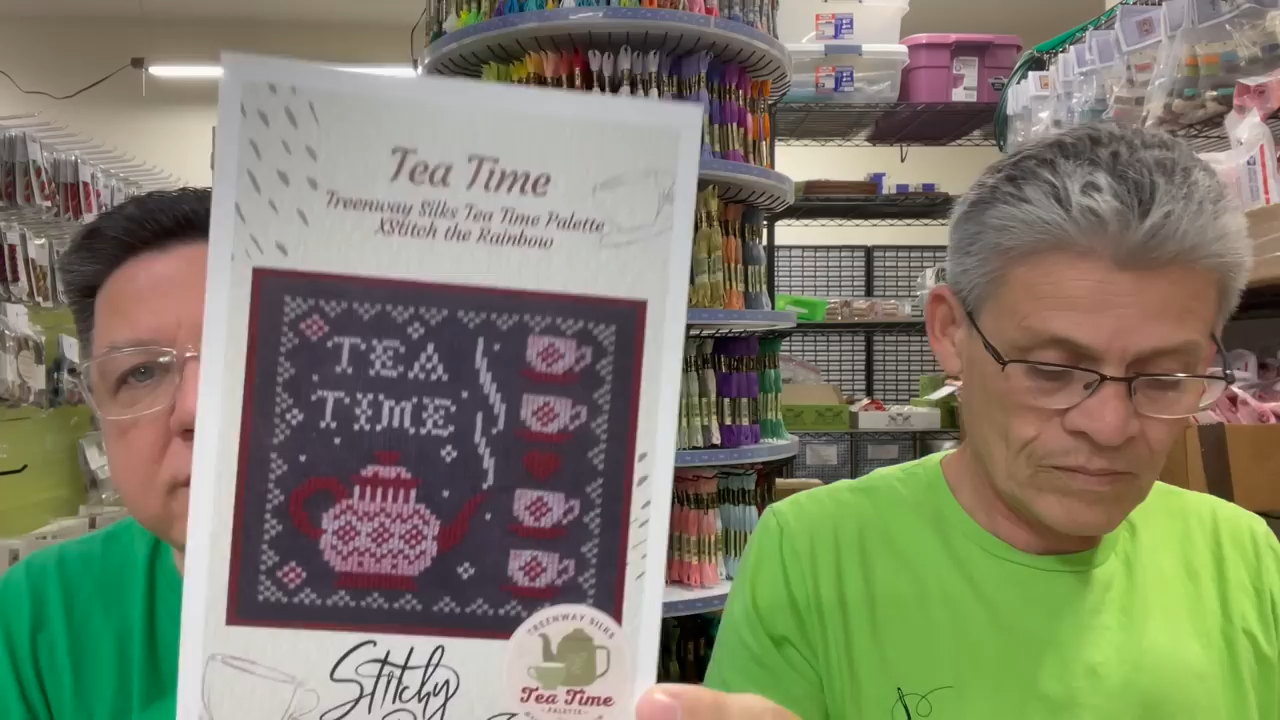 Tea Time
Treenway Silks Tea Time Palette
XStitch the Rainbow
TEA
TIME
Stitchy
TREENWAY SILKS
Tea Time
PALETTE